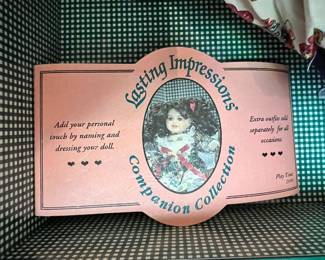 Lasting Impressions
Add your personal
touch by naming and
dressing your doll.
Extra outfits sold
separately for all
occasions.
Companion Collection
Play Time